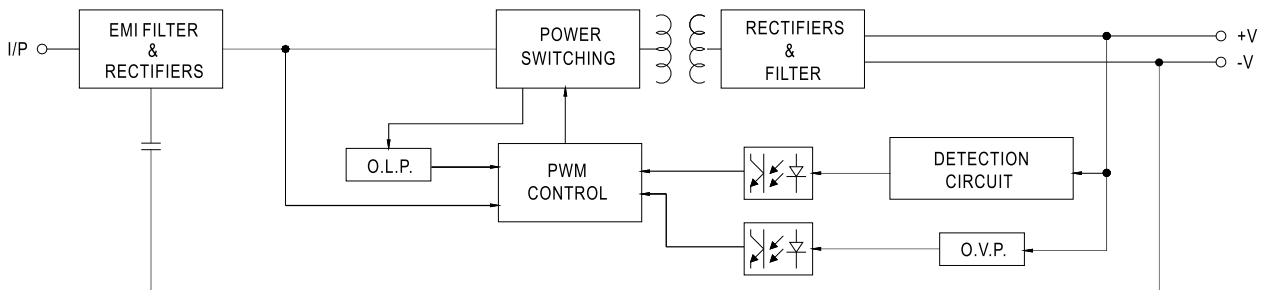 I/P
EMI FILTER
&
RECTIFIERS
POWER
SWITCHING
RECTIFIERS
&
FILTER
+V
-V
O.L.P.
PWM
CONTROL
DETECTION
CIRCUIT
O.V.P.